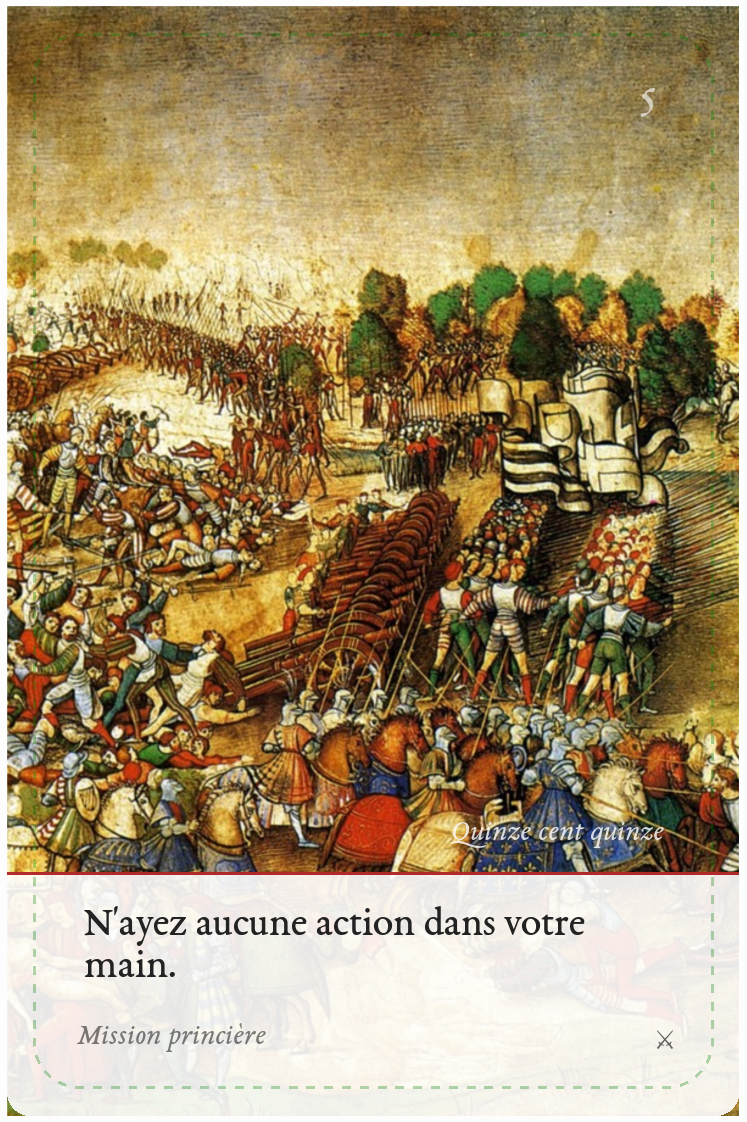 5
Quinze cent quinze
N'ayez aucune action dans votre
main.
Mission princière